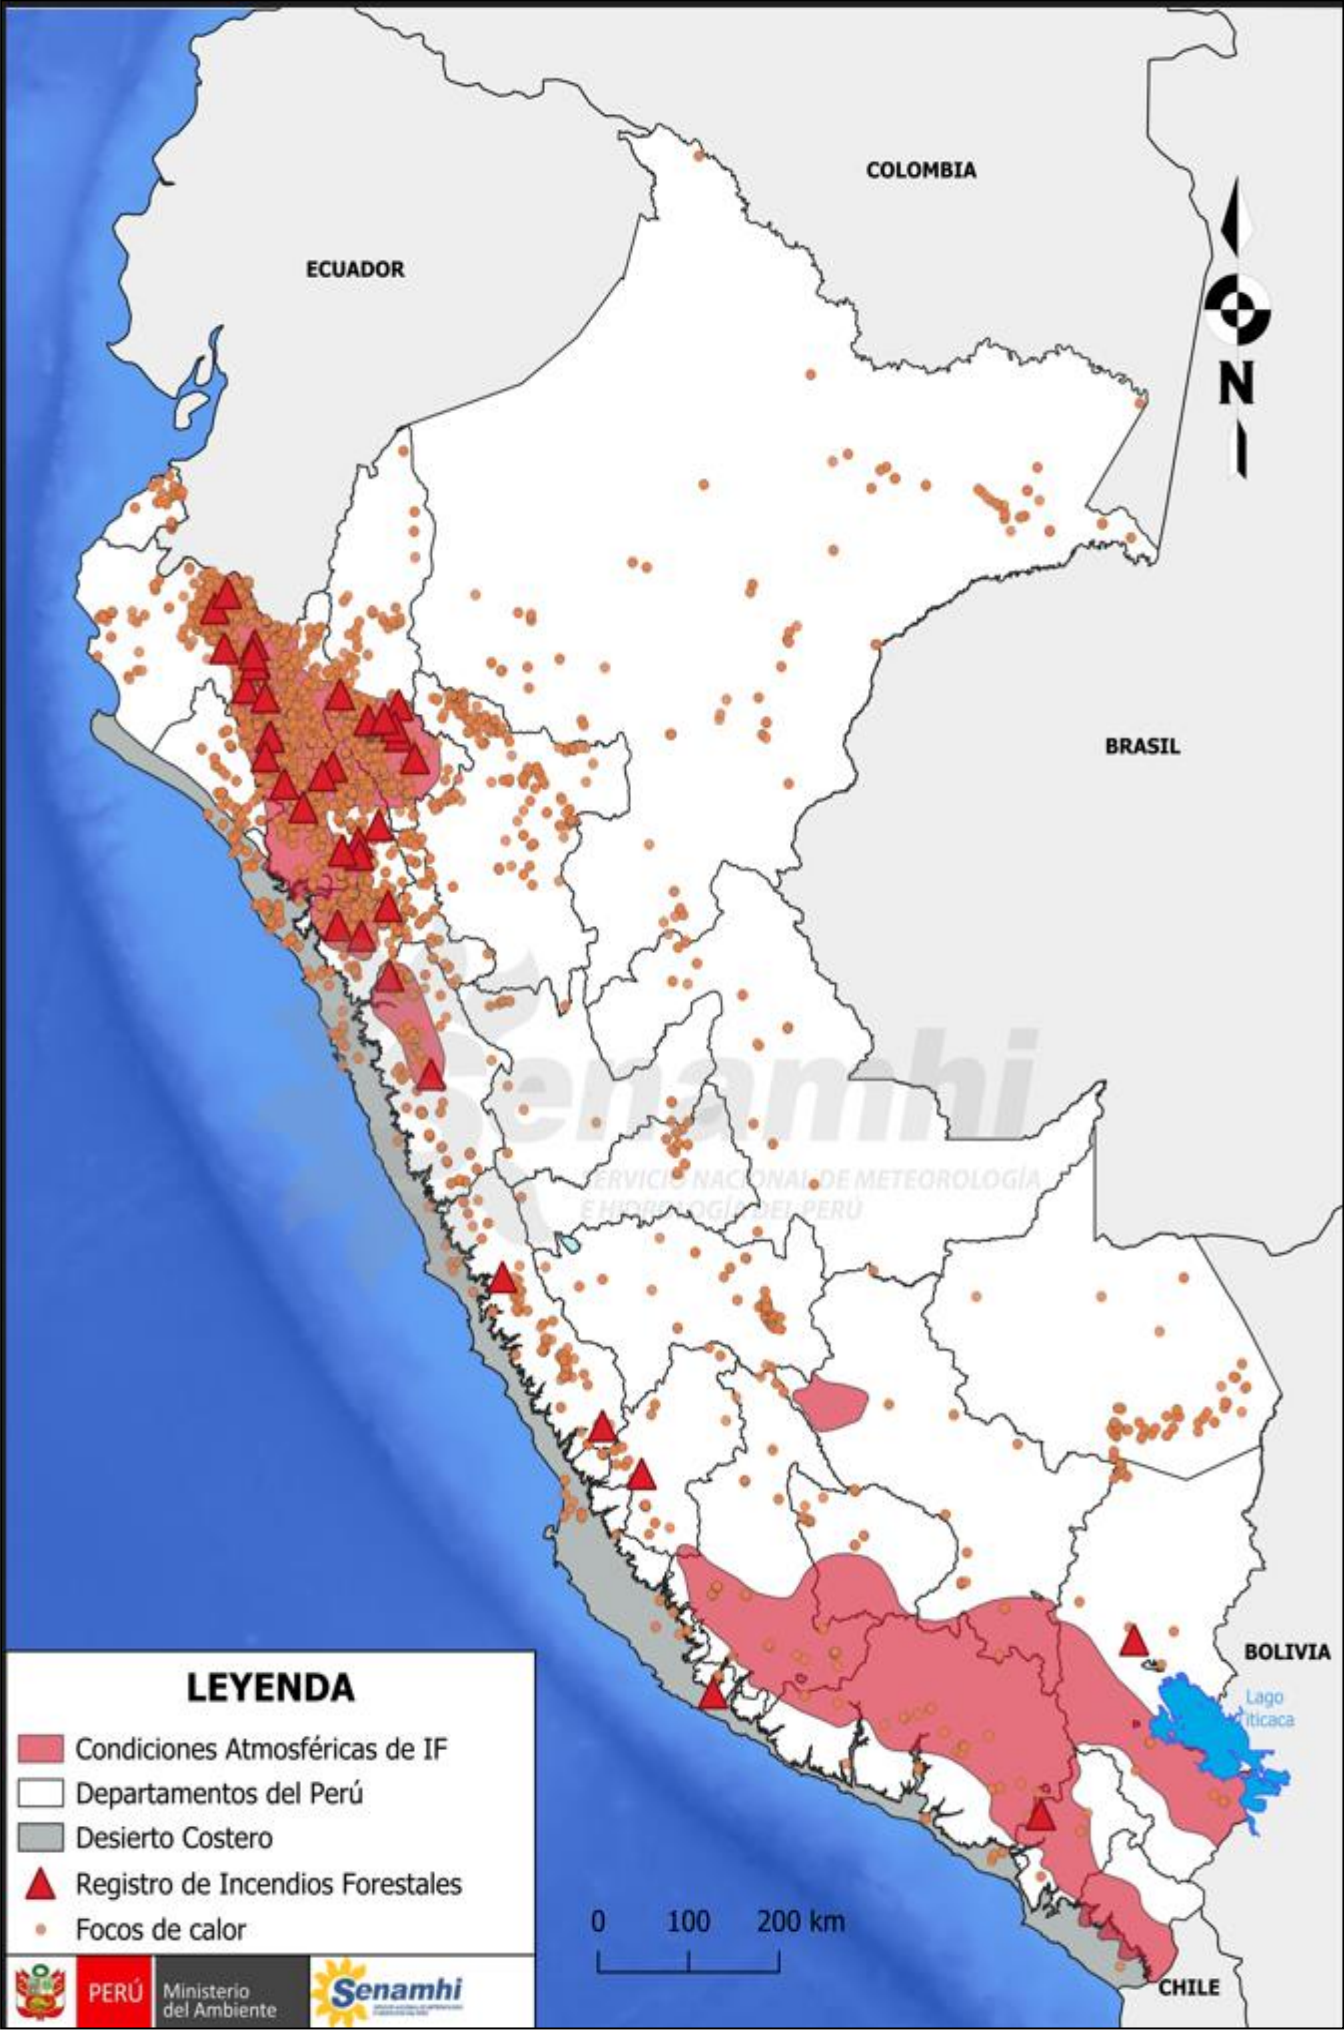 COLOMBIA
ECUADOR
N
BRASIL
Senamhi
SERVICIO NACIONAL DE METEOROLOGÍA
E HIDROLOGÍA DEL PERÚ
BOLIVIA
Lago
Titicaca
LEYENDA
Condiciones Atmosféricas de IF
Departamentos del Perú
Desierto Costero
Registro de Incendios Forestales
Focos de calor
0 100 200 km
CHILE
PERÚ
Ministerio
del Ambiente
Senamhi